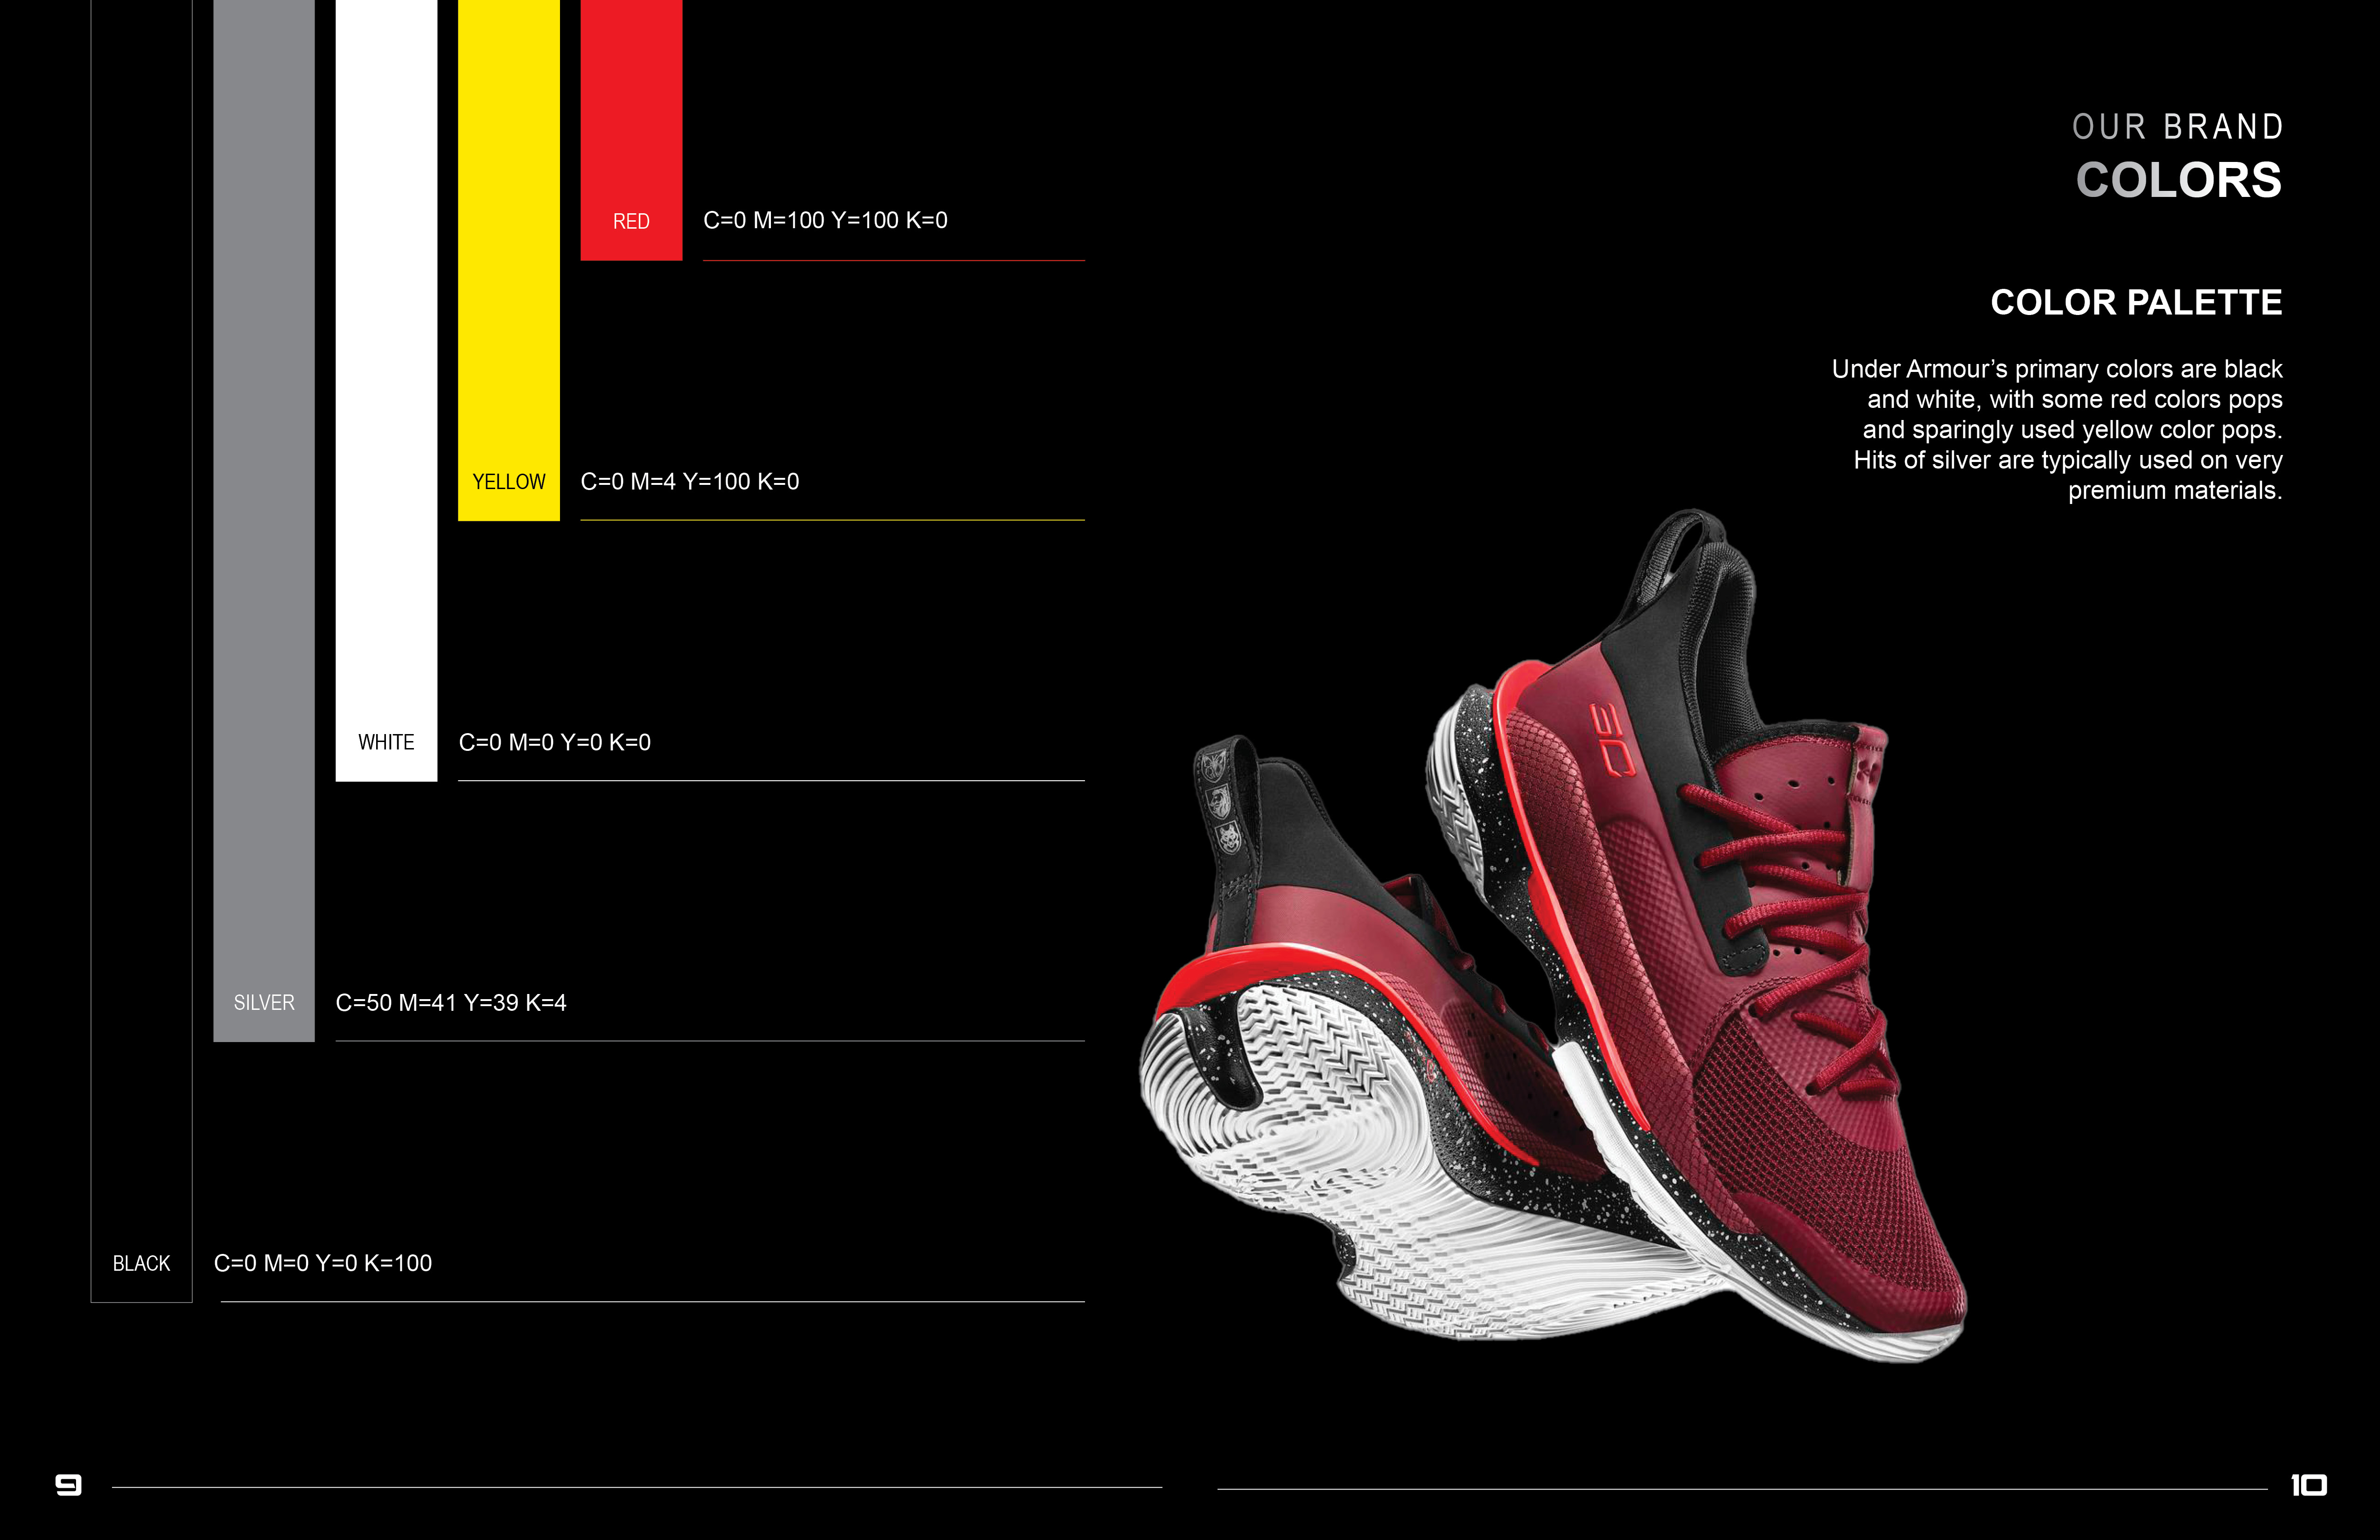 RED
C=0 M=100 Y=100 K=0
YELLOW
C=0 M=4 Y=100 K=0
WHITE
C=0 M=0 Y=0 K=0
SILVER
C=50 M=41 Y=39 K=4
BLACK
C=0 M=0 Y=0 K=100
9
OUR BRAND
COLORS
COLOR PALETTE
Under Armour’s primary colors are black
and white, with some red colors pops
and sparingly used yellow color pops.
Hits of silver are typically used on very
premium materials.
10